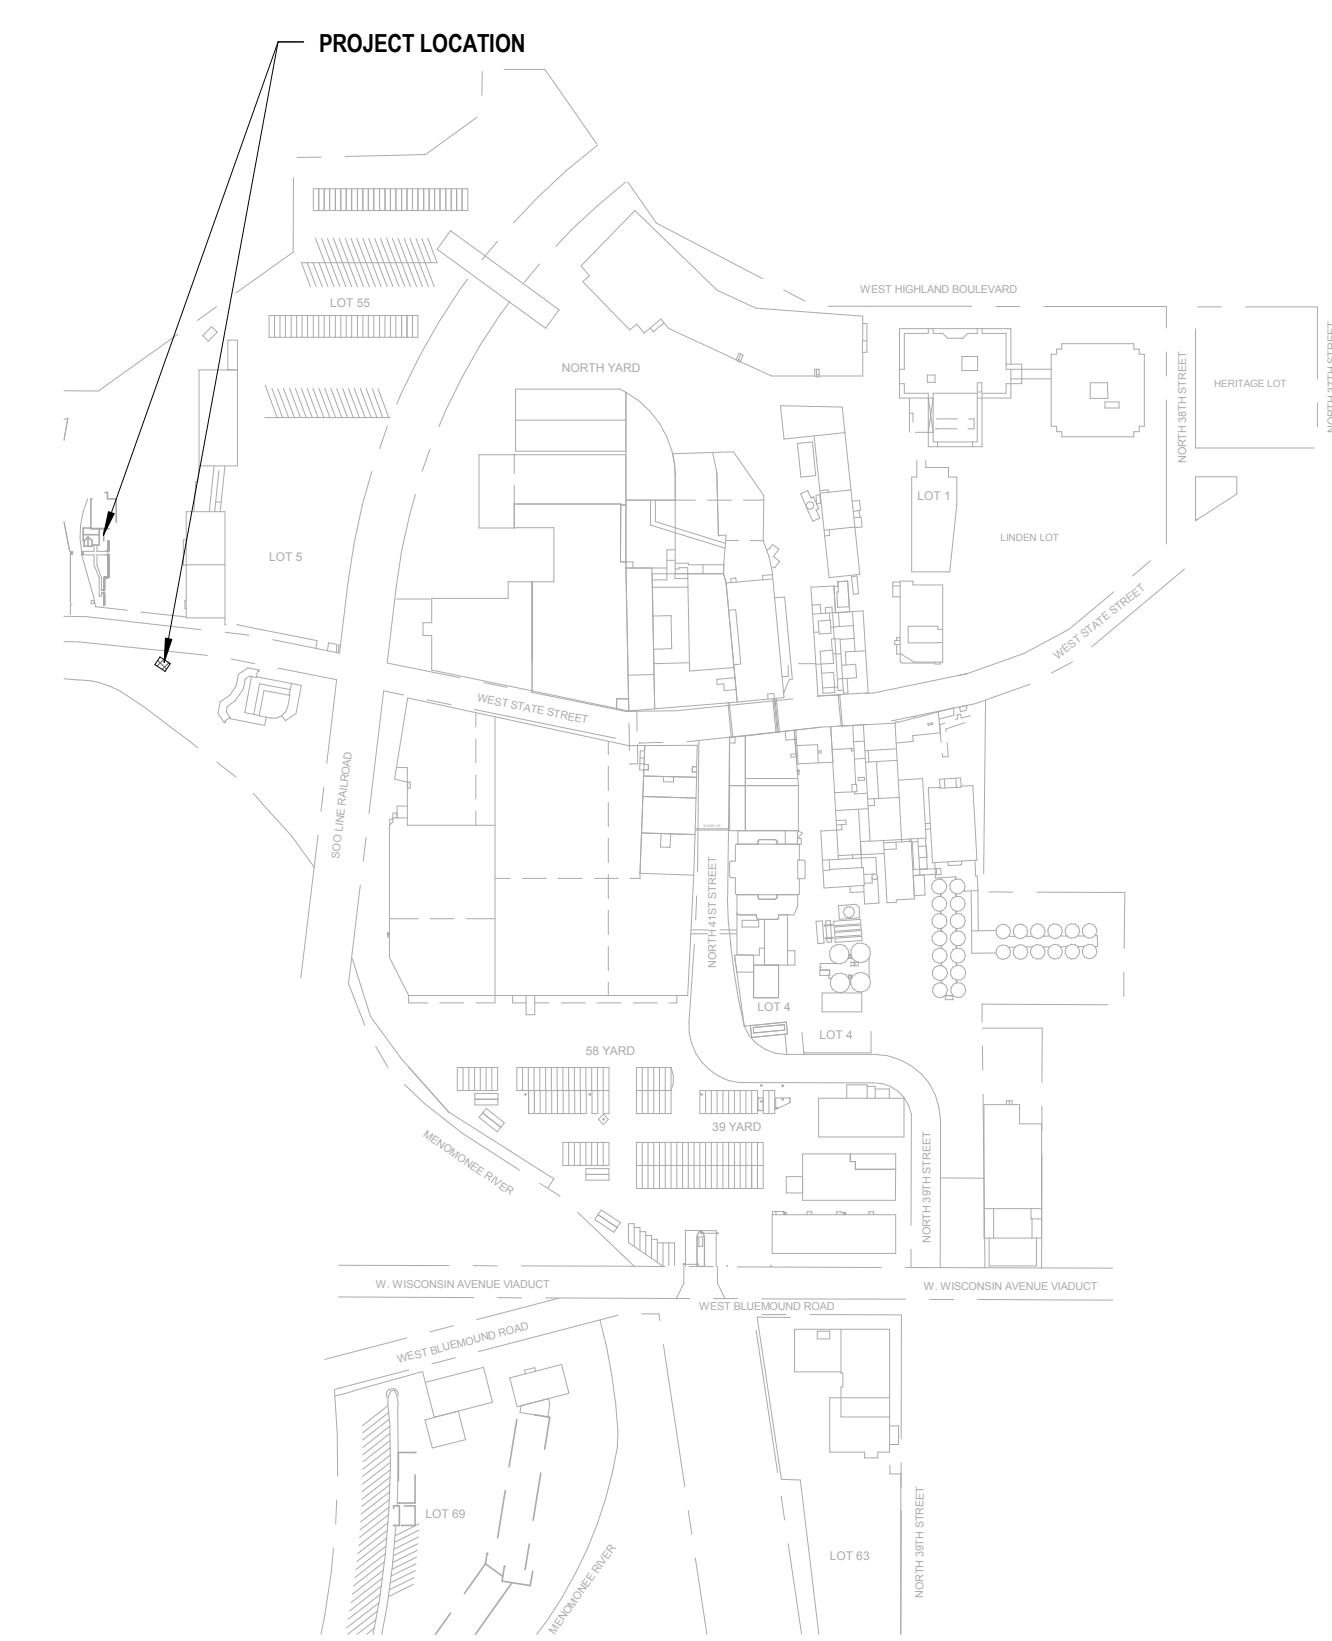 PROJECT LOCATION
LOT 55
WEST HIGHLAND BOULEVARD
NORTH YARD
NORTH 38TH STREET
HERITAGE LOT
NORTH 37TH STREET
LOT 1
LINDEN LOT
LOT 5
WEST STATE STREET
WEST STATE STREET
SOO LINE RAILROAD
NORTH 41ST STREET
LOT 4
LOT 4
58 YARD
39 YARD
MENOMONEE RIVER
NORTH 39TH STREET
W. WISCONSIN AVENUE VIADUCT
W. WISCONSIN AVENUE VIADUCT
WEST BLUEMOUND ROAD
WEST BLUEMOUND ROAD
LOT 69
LOT 63
NORTH 39TH STREET
MENOMONEE RIVER